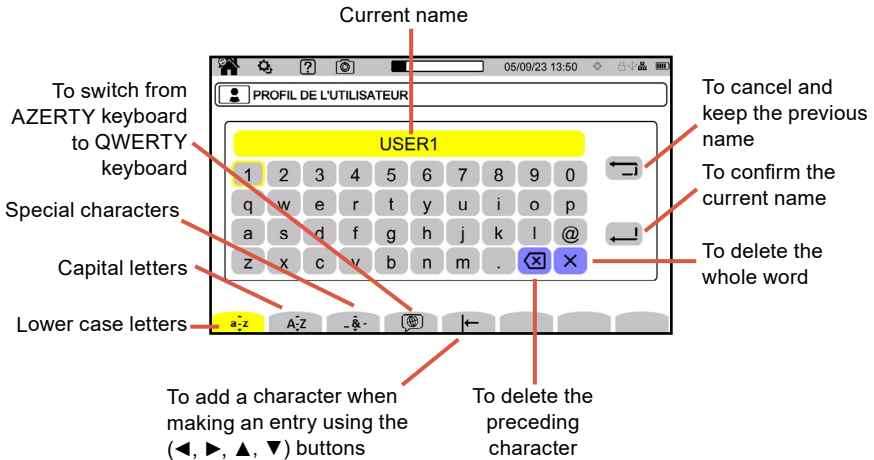 Current name
05/09/23 13:50
To switch from
AZERTY keyboard
to QWERTY
keyboard
PROFIL DE L'UTILISATEUR
To cancel and
keep the previous
name
USER1
1 2 3 4 5 6 7 8 9 0
To confirm the
current name
q w e r t y u i o p
Special characters
a s d f g h j k l @
To delete the
whole word
z x c v b n m .
Capital letters
Lower case letters
a-z A-Z _&-
To add a character when
making an entry using the
(◄, ►, ▲, ▼) buttons
To delete the
preceding
character